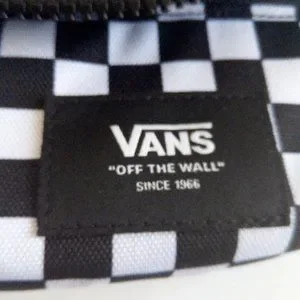 VANS
"OFF THE WALL"
SINCE 1966